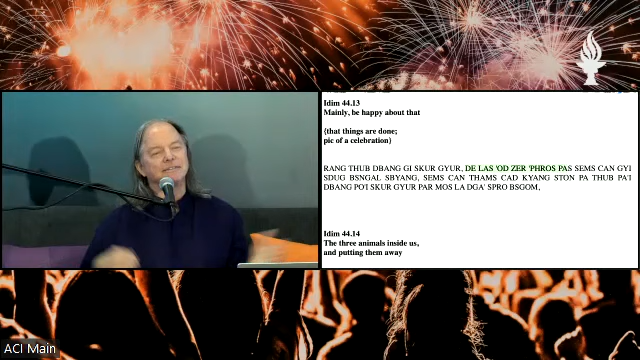 Idim 44.13
Mainly, be happy about that
{that things are done;
pic of a celebration}
RANG THUB DBANG GI SKUR GYUR, DE LAS 'OD ZER 'PHROS PAS SEMS CAN GYI
SDUG BSNGAL SBYANG, SEMS CAN THAMS CAD KYANG STON PA THUB PA'I
DBANG PO'I SKUR GYUR PAR MOS LA DGA' SPRO BSGOM,
Idim 44.14
The three animals inside us,
and putting them away
ACI Main